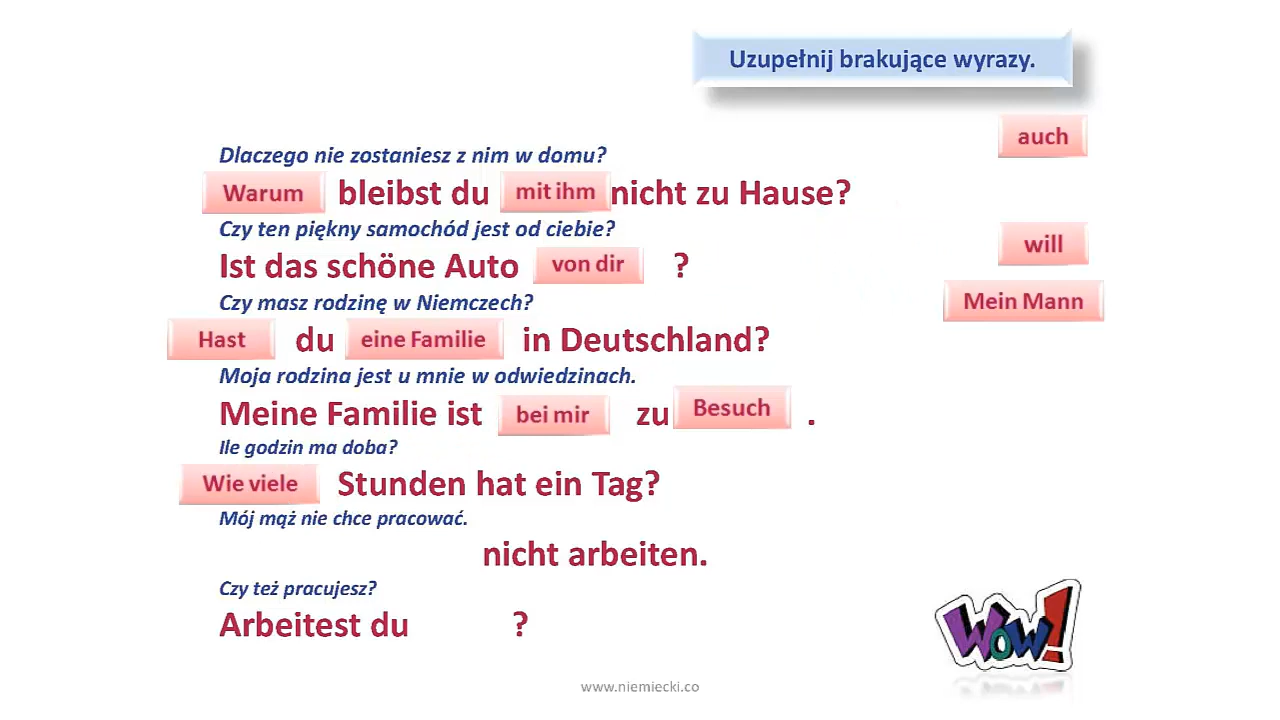 Uzupełnij brakujące wyrazy.
auch
Dlaczego nie zostaniesz z nim w domu?
Warum bleibst du mit ihm nicht zu Hause?
Czy ten piękny samochód jest od ciebie?
will
Ist das schöne Auto von dir ?
Czy masz rodzinę w Niemczech?
Mein Mann
Hast du eine Familie in Deutschland?
Moja rodzina jest u mnie w odwiedzinach.
Meine Familie ist bei mir zu Besuch .
Ile godzin ma doba?
Wie viele Stunden hat ein Tag?
Mój mąż nie chce pracować.
nicht arbeiten.
Czy też pracujesz?
Arbeitest du ?
WOW!
www.niemiecki.co